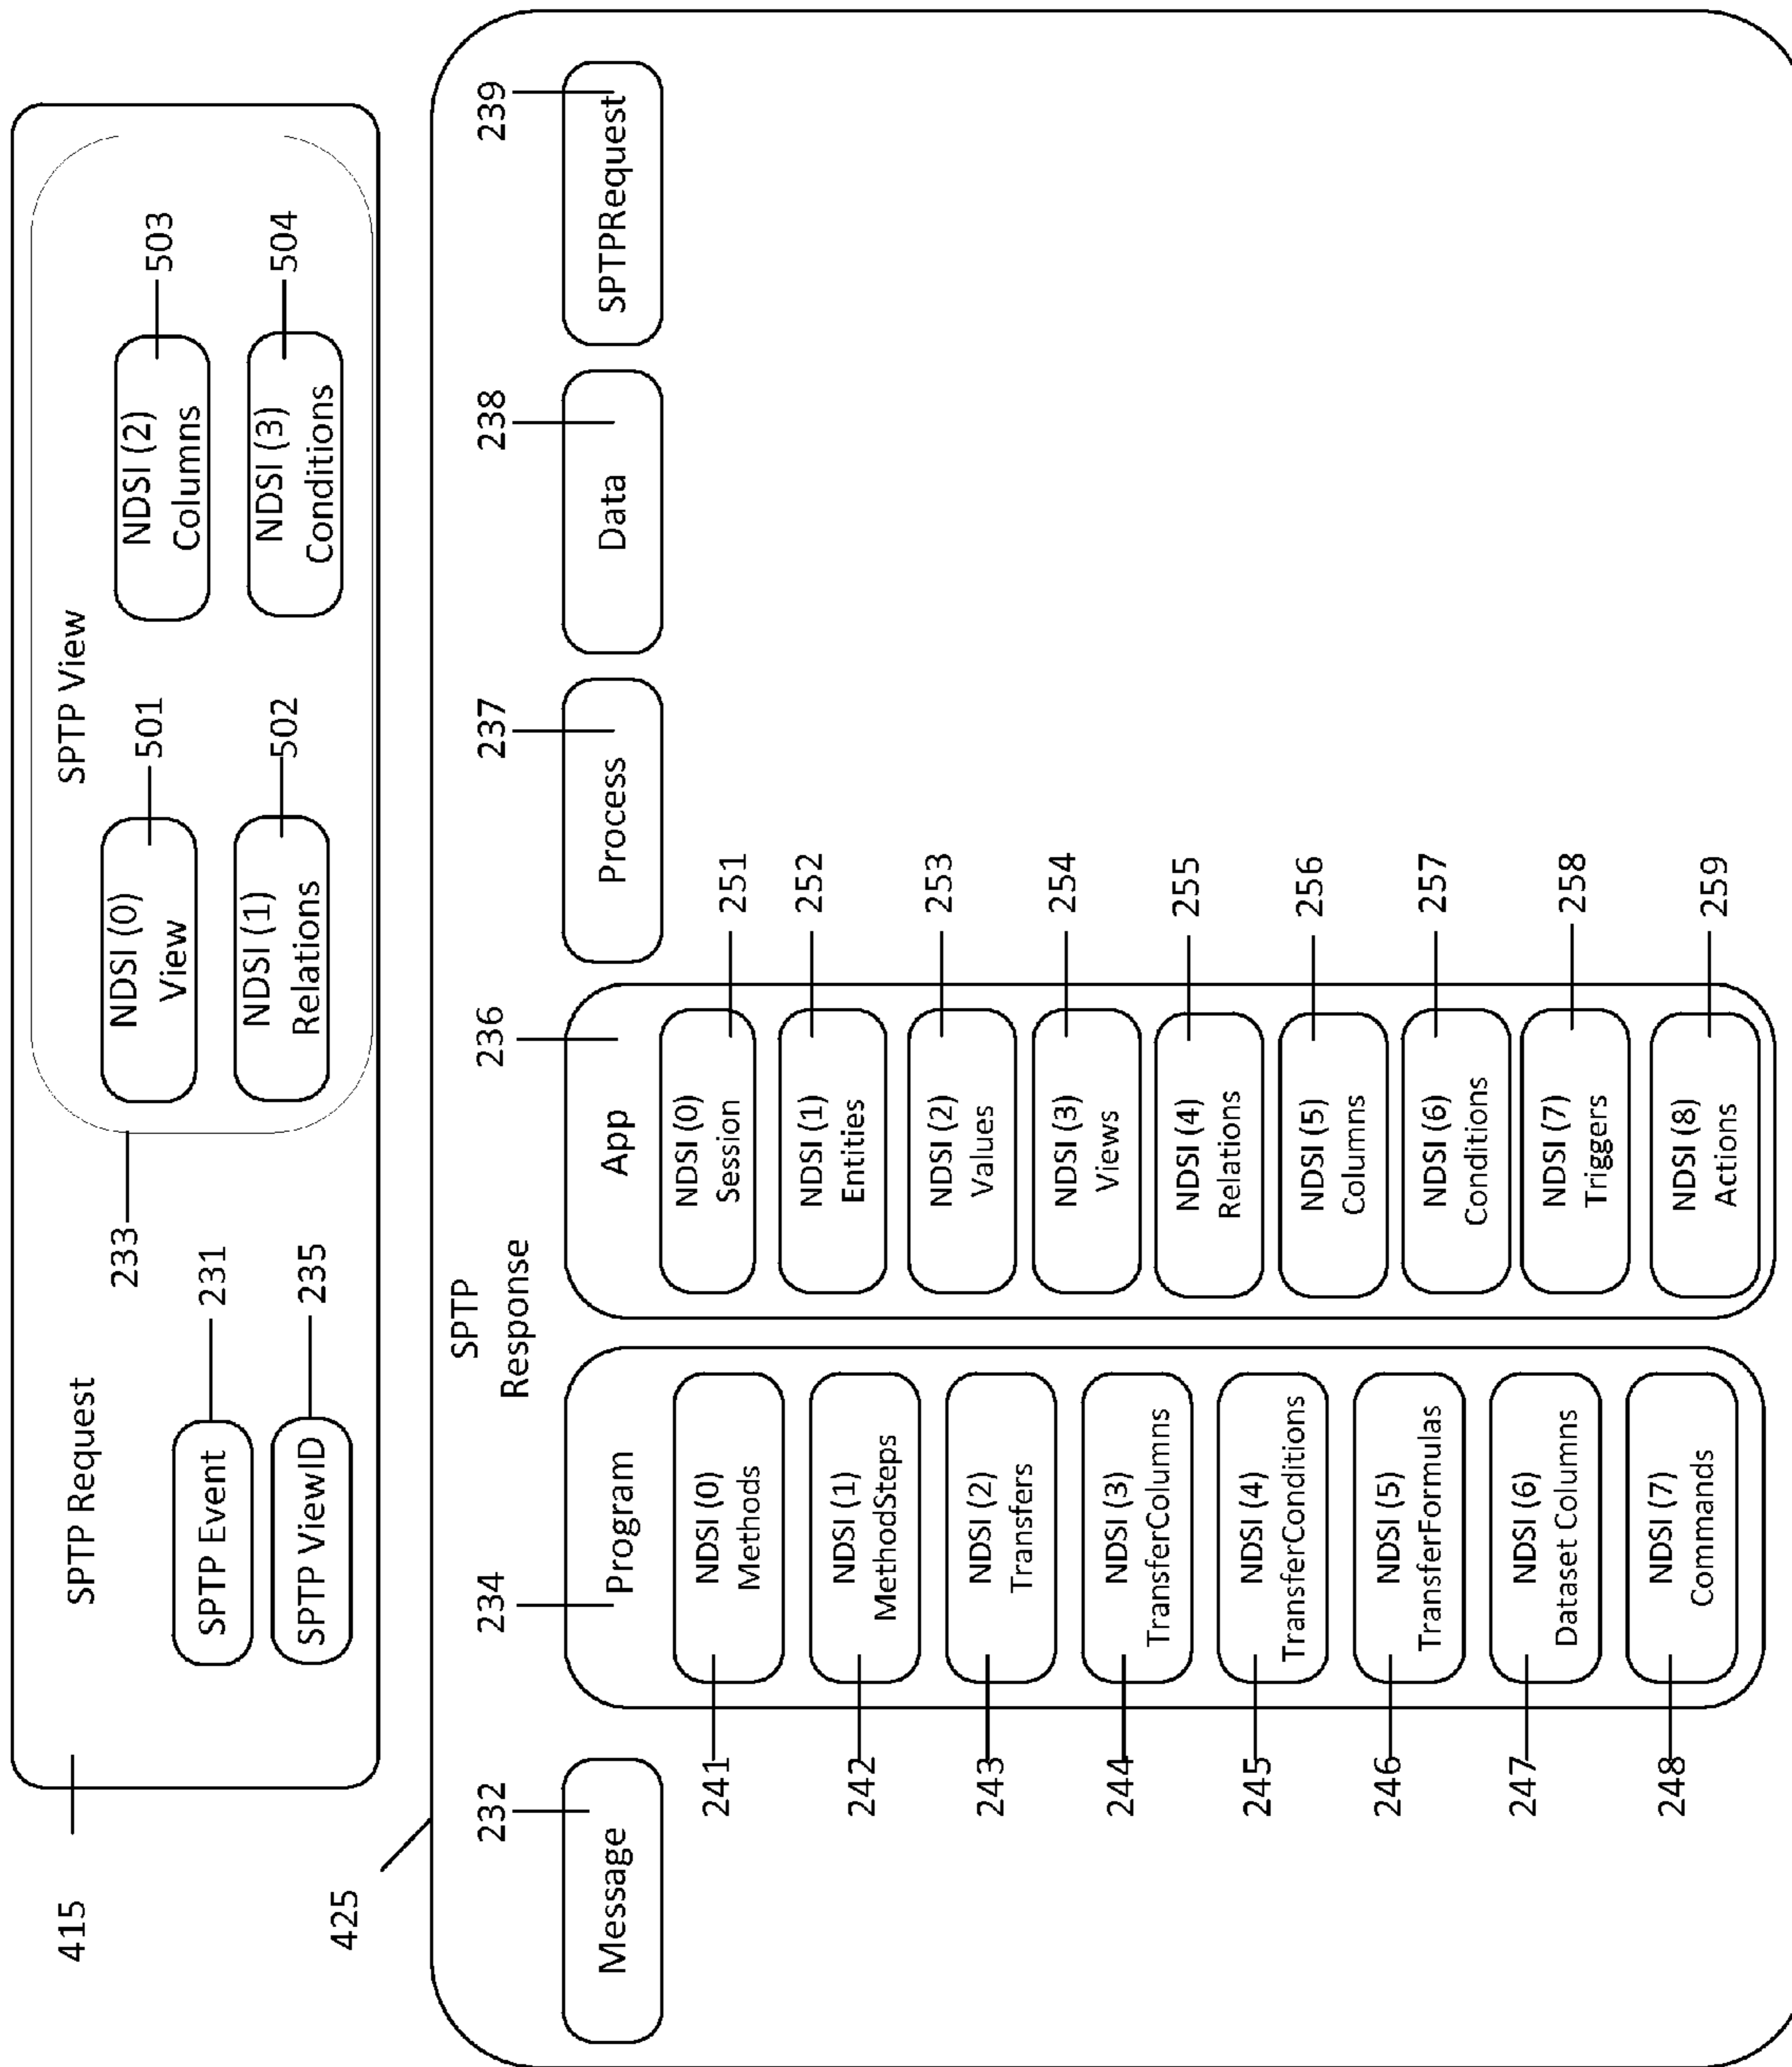 415
SPTP Request
SPTP Event
231
SPTP ViewID
235
233
SPTP View
NDSI (0)
View
501
NDSI (1)
Relations
502
NDSI (2)
Columns
503
NDSI (3)
Conditions
504
425
SPTP
Response
232
Message
234
Program
241
NDSI (0)
Methods
242
NDSI (1)
MethodSteps
243
NDSI (2)
Transfers
244
NDSI (3)
TransferColumns
245
NDSI (4)
TransferConditions
246
NDSI (5)
TransferFormulas
247
NDSI (6)
Dataset Columns
248
NDSI (7)
Commands
236
App
NDSI (0)
Session
251
NDSI (1)
Entities
252
NDSI (2)
Values
253
NDSI (3)
Views
254
NDSI (4)
Relations
255
NDSI (5)
Columns
256
NDSI (6)
Conditions
257
NDSI (7)
Triggers
258
NDSI (8)
Actions
259
237
Process
238
Data
239
SPTPRequest